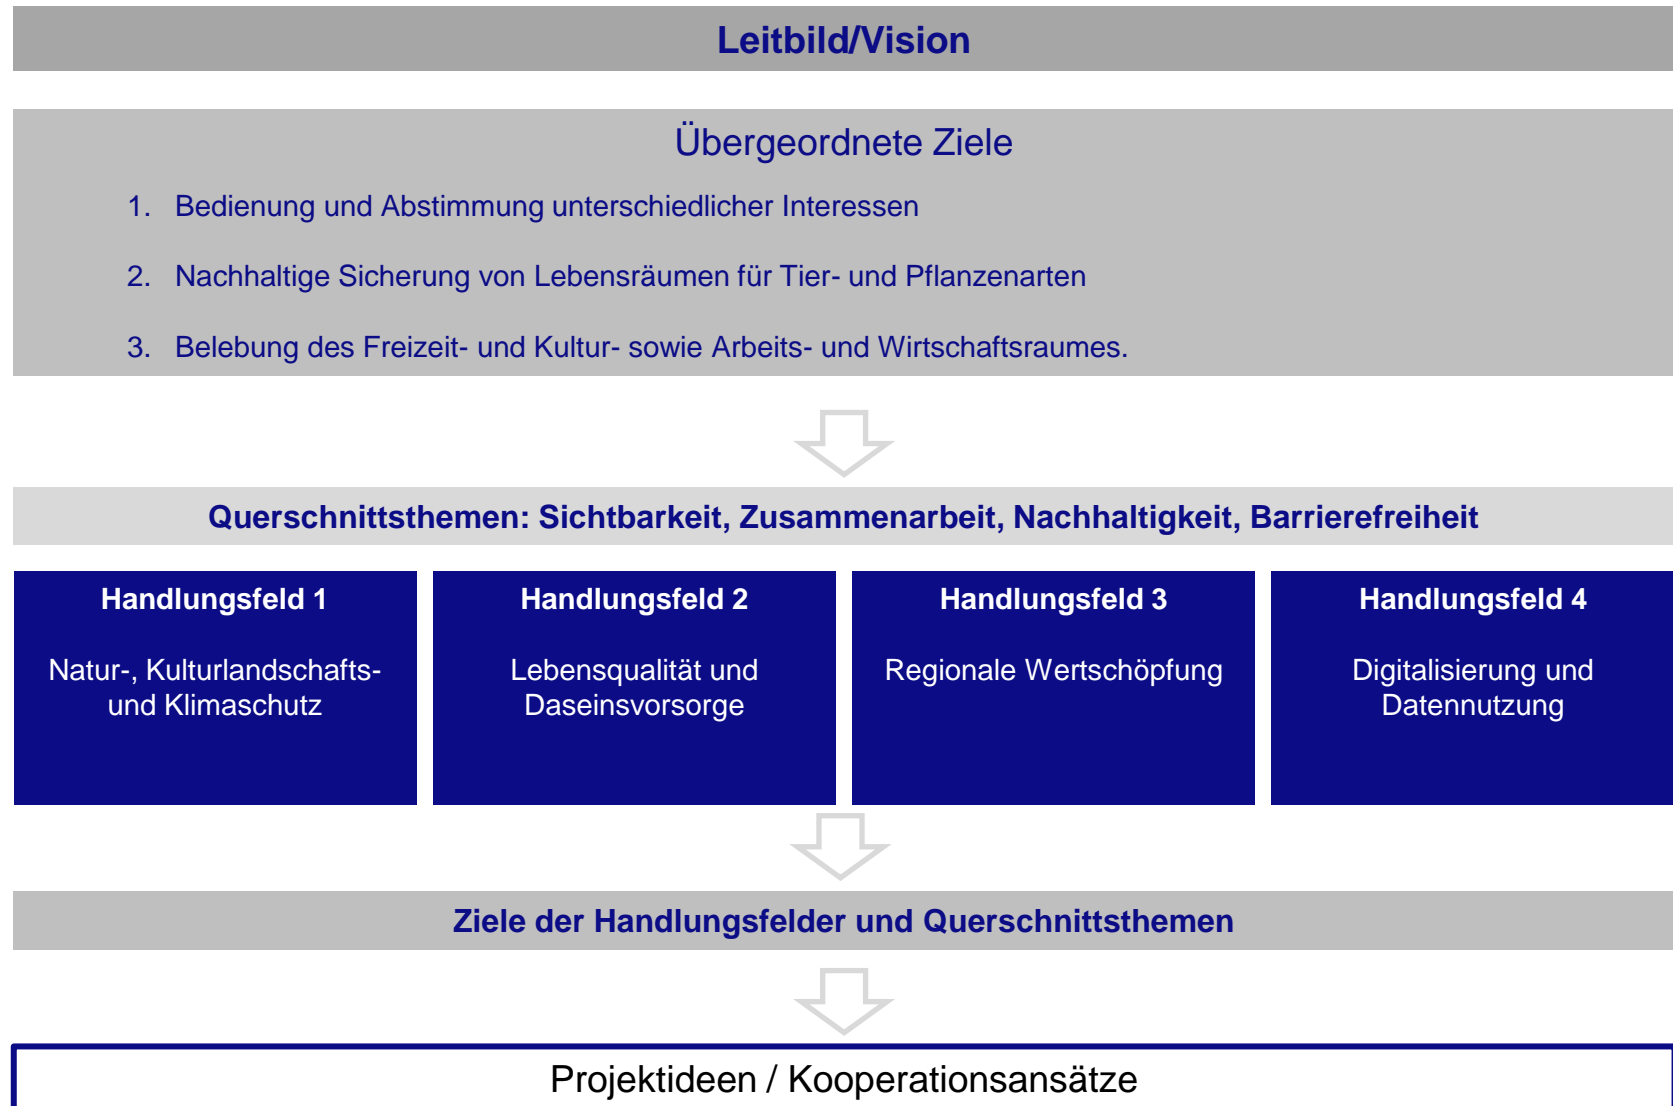 Leitbild/Vision
Übergeordnete Ziele
1. Bedienung und Abstimmung unterschiedlicher Interessen
2. Nachhaltige Sicherung von Lebensräumen für Tier- und Pflanzenarten
3. Belebung des Freizeit- und Kultur- sowie Arbeits- und Wirtschaftsraumes.
Querschnittsthemen: Sichtbarkeit, Zusammenarbeit, Nachhaltigkeit, Barrierefreiheit
Handlungsfeld 1
Natur-, Kulturlandschafts-
und Klimaschutz
Handlungsfeld 2
Lebensqualität und
Daseinsvorsorge
Handlungsfeld 3
Regionale Wertschöpfung
Handlungsfeld 4
Digitalisierung und
Datennutzung
Ziele der Handlungsfelder und Querschnittsthemen
Projektideen / Kooperationsansätze